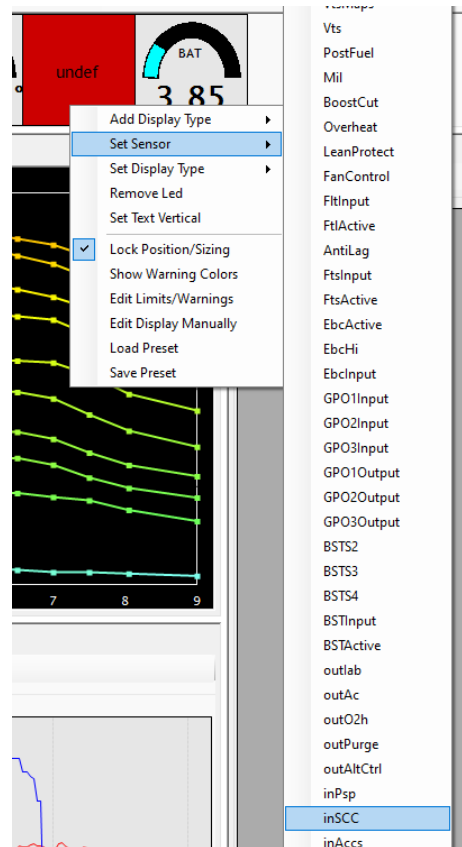 VtsMaps
Vts
undef
BAT
3.85
PostFuel
Mil
BoostCut
Add Display Type
Set Sensor
Set Display Type
Remove Led
Set Text Vertical
Lock Position/Sizing
Show Warning Colors
Edit Limits/Warnings
Edit Display Manually
Load Preset
Save Preset
Overheat
LeanProtect
FanControl
FltInput
FtlActive
AntiLag
FtsInput
FtsActive
EbcActive
EbcHi
EbcInput
GPO1Input
GPO2Input
GPO3Input
GPO1Output
GPO2Output
GPO3Output
BSTS2
BSTS3
BSTS4
BSTInput
BSTActive
outIab
outAc
outO2h
outPurge
outAltCtrl
inPsp
inSCC
inAccs
7
8
9